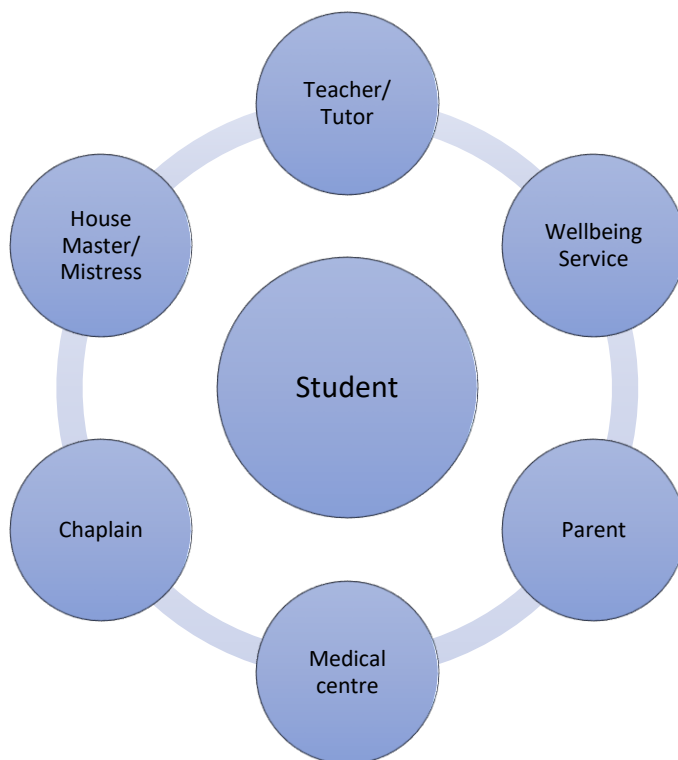 Teacher/
Tutor
House
Master/
Mistress
Wellbeing
Service
Student
Chaplain
Parent
Medical
centre